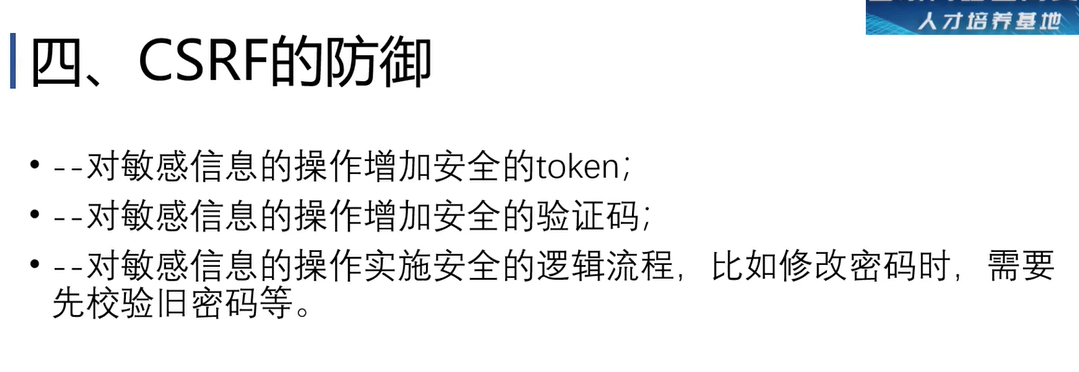 人才培养基地
四、CSRF的防御
• --对敏感信息的操作增加安全的token;
• --对敏感信息的操作增加安全的验证码;
• --对敏感信息的操作实施安全的逻辑流程，比如修改密码时，需要
先校验旧密码等。